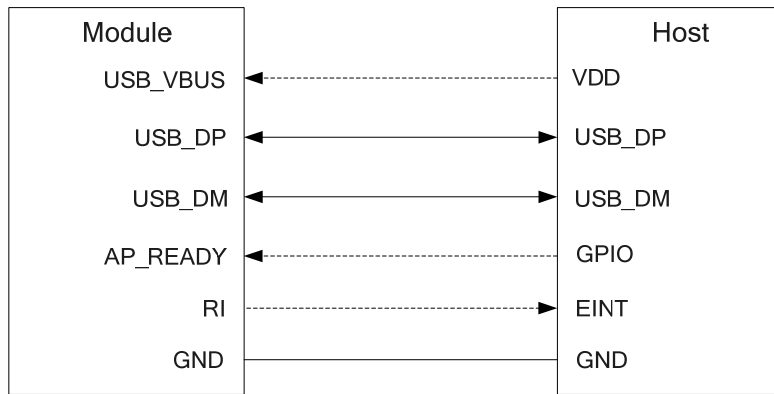 Module
Host
USB_VBUS
VDD
USB_DP
USB_DP
USB_DM
USB_DM
AP_READY
GPIO
RI
EINT
GND
GND